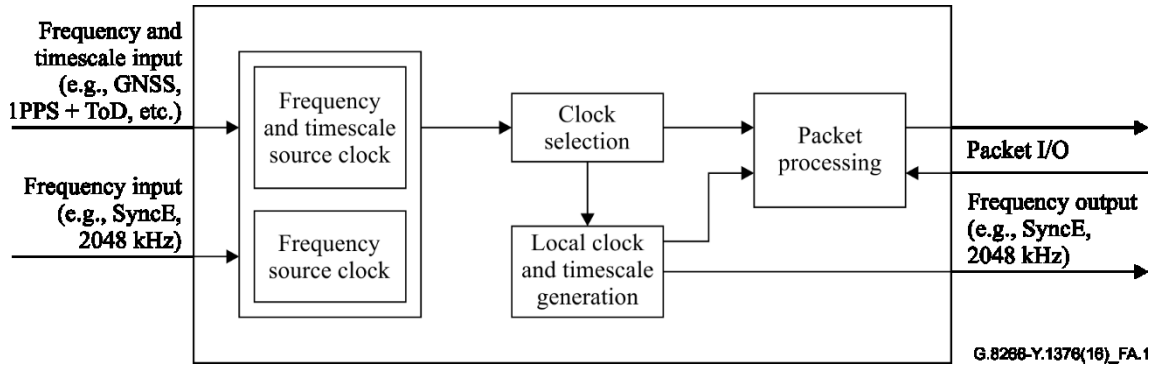 Frequency and
timescale input
(e.g., GNSS,
1PPS + ToD, etc.)
Frequency input
(e.g., SyncE,
2048 kHz)
Frequency
and timescale
source clock
Frequency
source clock
Clock
selection
Local clock
and timescale
generation
Packet
processing
Packet I/O
Frequency output
(e.g., SyncE,
2048 kHz)
G.8266-Y.1376(16)_FA.1